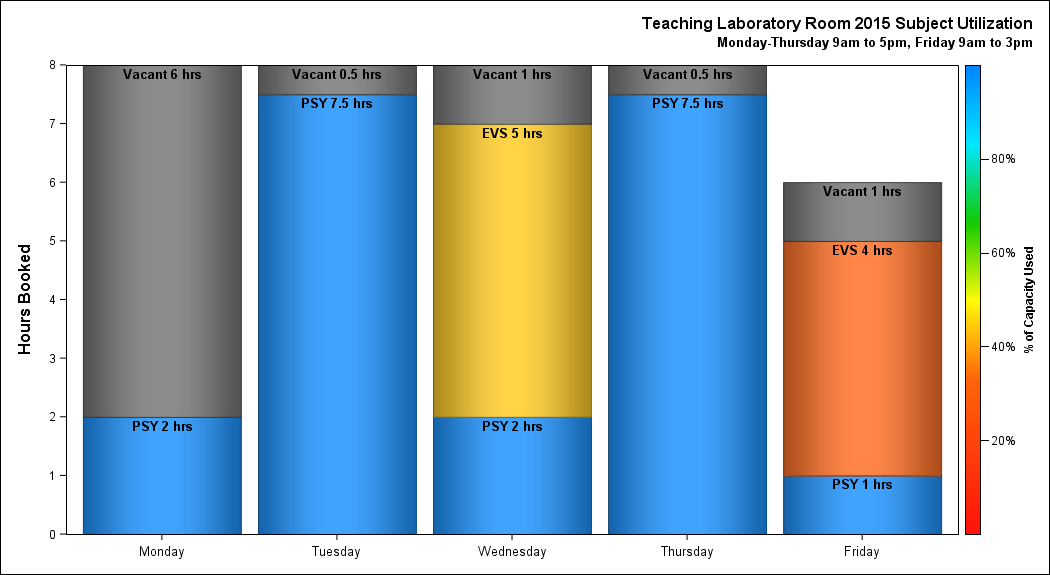 Teaching Laboratory Room 2015 Subject Utilization
Monday-Thursday 9am to 5pm, Friday 9am to 3pm
Hours Booked
8
7
6
5
4
3
2
1
0
Vacant 6 hrs
PSY 2 hrs
Vacant 0.5 hrs
PSY 7.5 hrs
Vacant 1 hrs
EVS 5 hrs
PSY 2 hrs
Vacant 0.5 hrs
PSY 7.5 hrs
Vacant 1 hrs
EVS 4 hrs
PSY 1 hrs
Monday
Tuesday
Wednesday
Thursday
Friday
80%
60%
40%
20%
% of Capacity Used